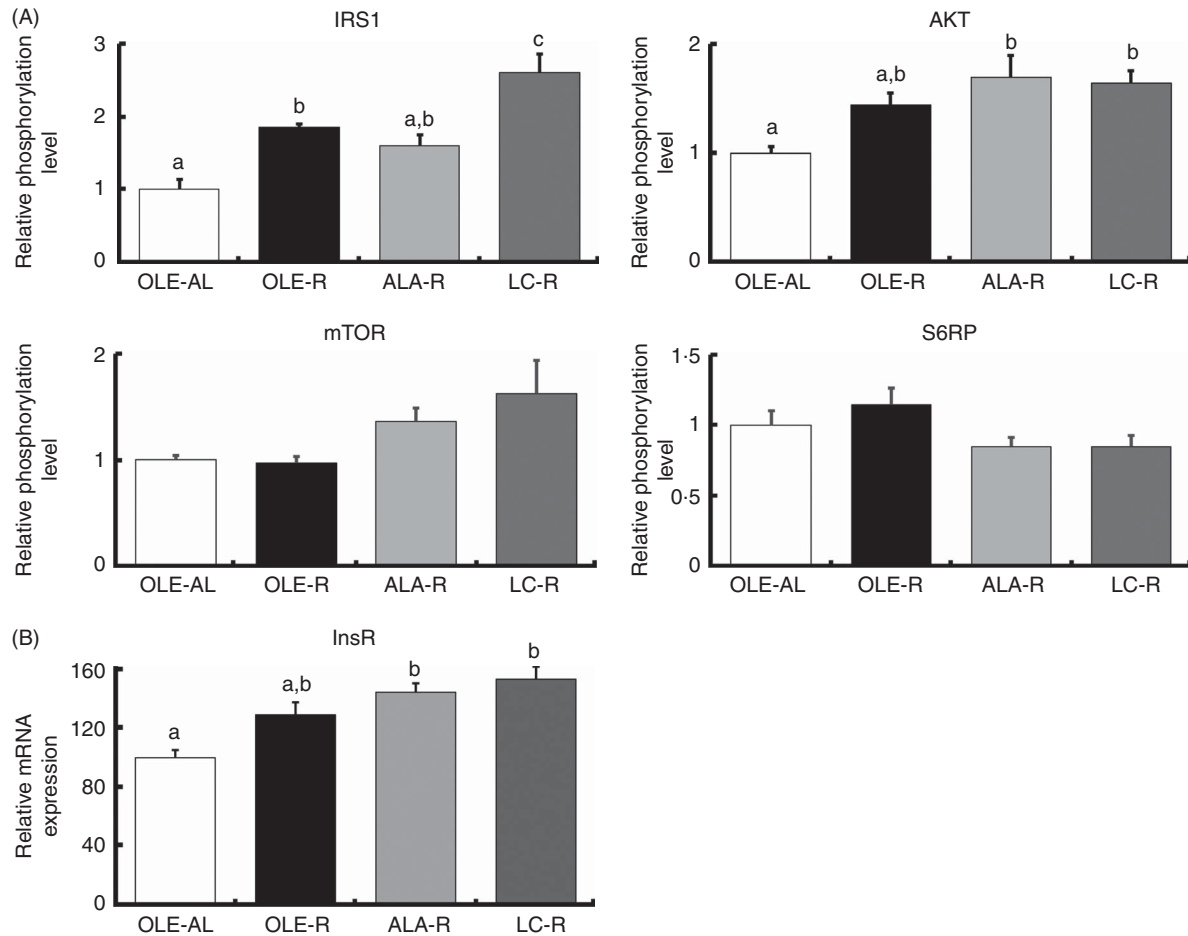 (A)
IRS1
Relative phosphorylation
level
3
2
1
0
a
b
a,b
c
OLE-AL
OLE-R
ALA-R
LC-R
AKT
Relative phosphorylation
level
2
1
0
a
a,b
b
b
OLE-AL
OLE-R
ALA-R
LC-R
mTOR
Relative phosphorylation
level
2
1
0
OLE-AL
OLE-R
ALA-R
LC-R
S6RP
Relative phosphorylation
level
1·5
1
0·5
0
OLE-AL
OLE-R
ALA-R
LC-R
(B)
InsR
Relative mRNA
expression
160
120
80
40
0
a
a,b
b
b
OLE-AL
OLE-R
ALA-R
LC-R